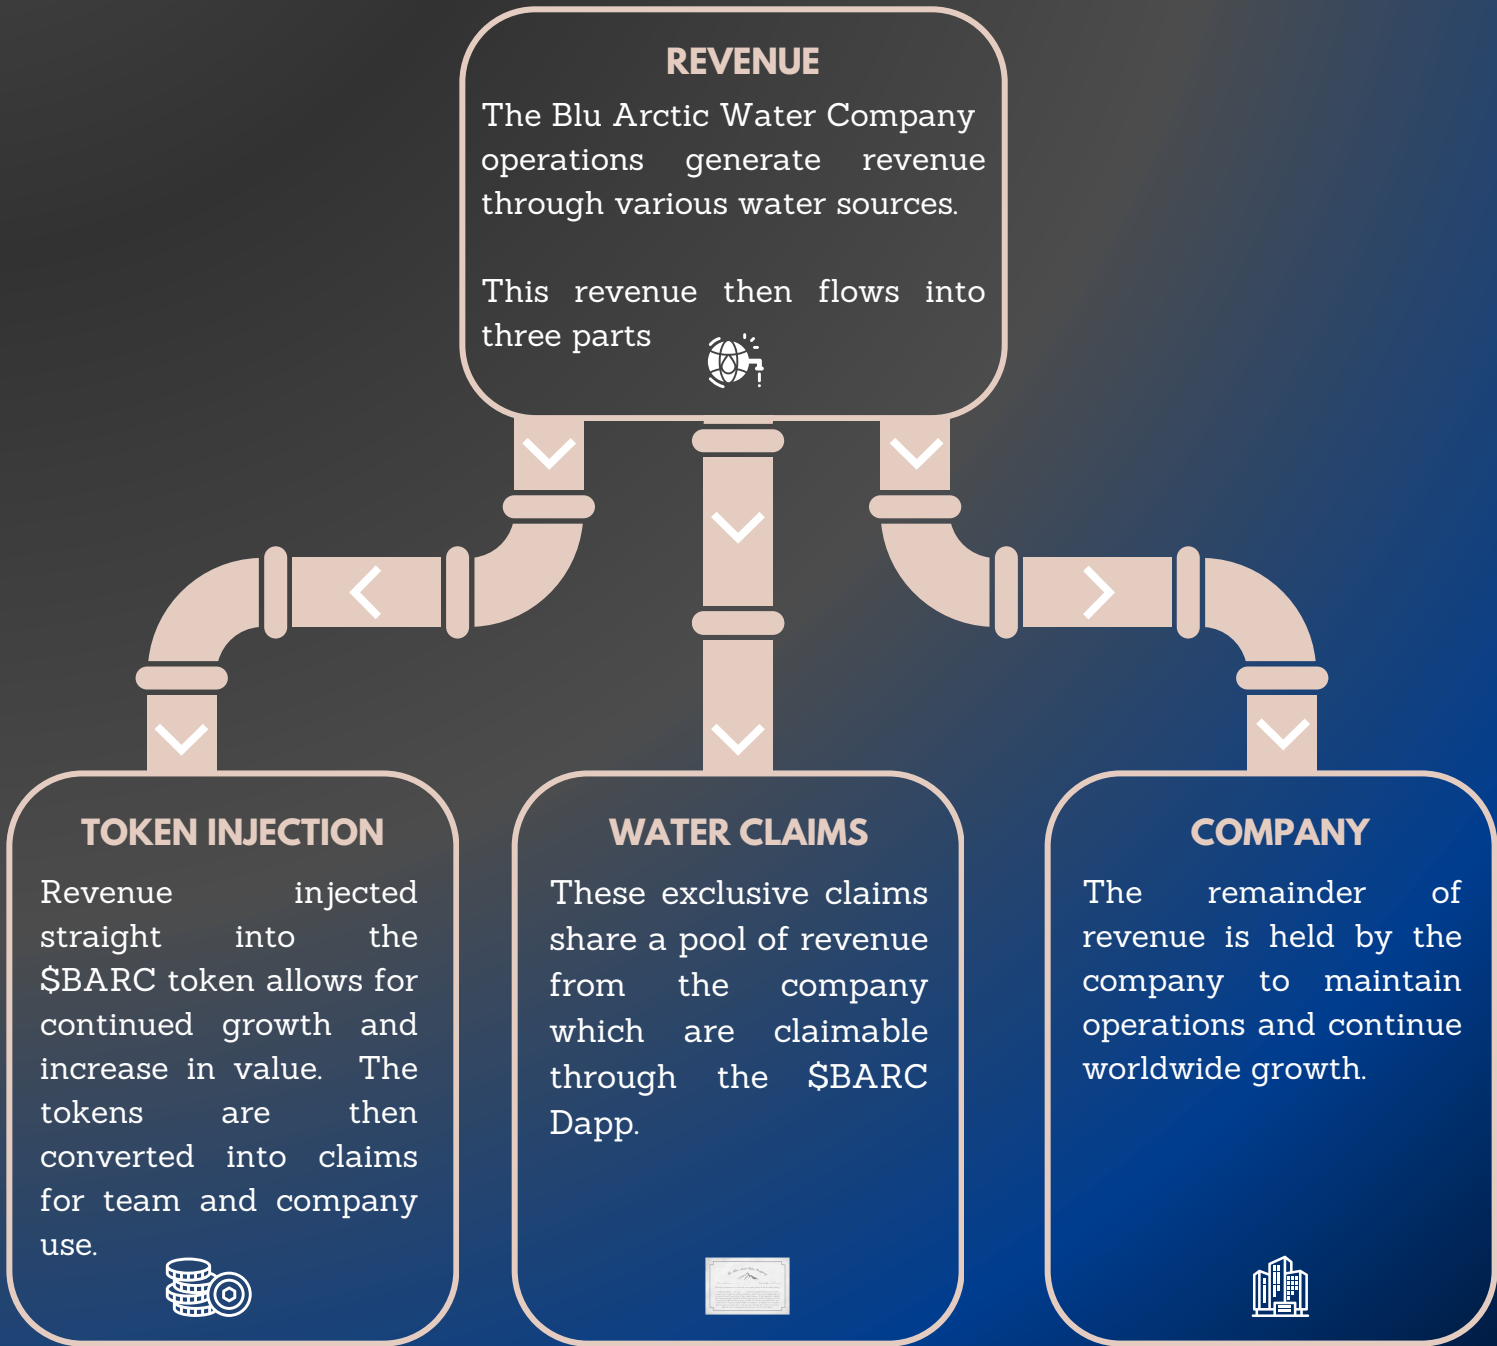 REVENUE
The Blu Arctic Water Company
operations generate revenue
through various water sources.
This revenue then flows into
three parts
TOKEN INJECTION
Revenue injected
straight into the
$BARC token allows for
continued growth and
increase in value. The
tokens are then
converted into claims
for team and company
use.
WATER CLAIMS
These exclusive claims
share a pool of revenue
from the company
which are claimable
through the $BARC
Dapp.
COMPANY
The remainder of
revenue is held by the
company to maintain
operations and continue
worldwide growth.